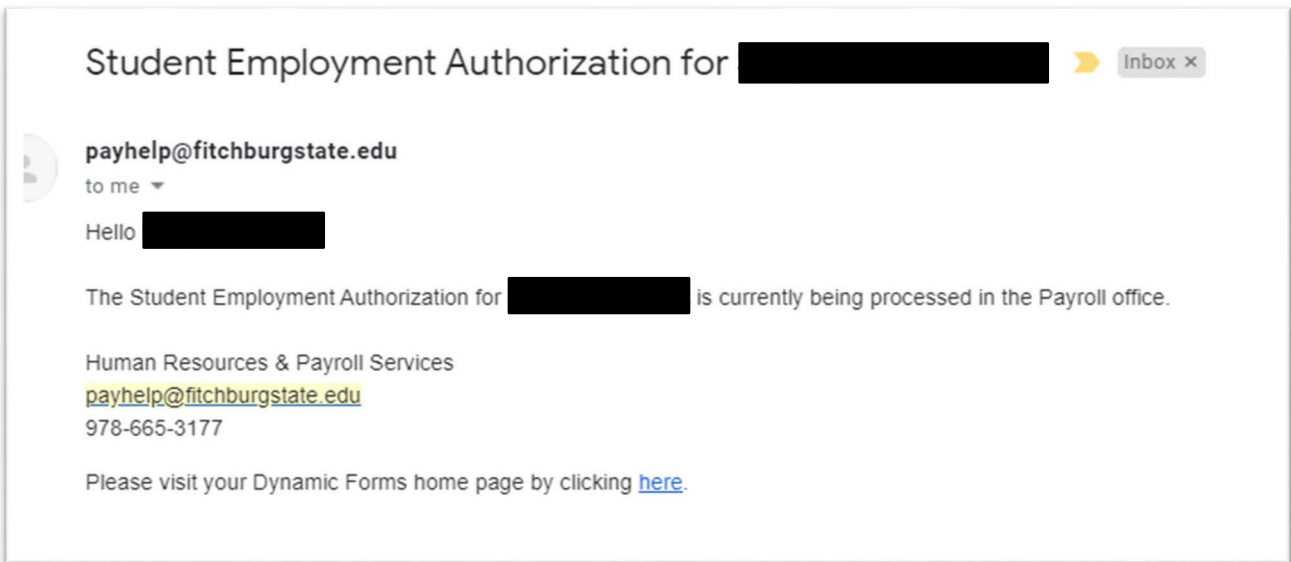 Student Employment Authorization for
Inbox ×
payhelp@fitchburgstate.edu
to me
Hello
The Student Employment Authorization for is currently being processed in the Payroll office.
Human Resources & Payroll Services
payhelp@fitchburgstate.edu
978-665-3177
Please visit your Dynamic Forms home page by clicking here.